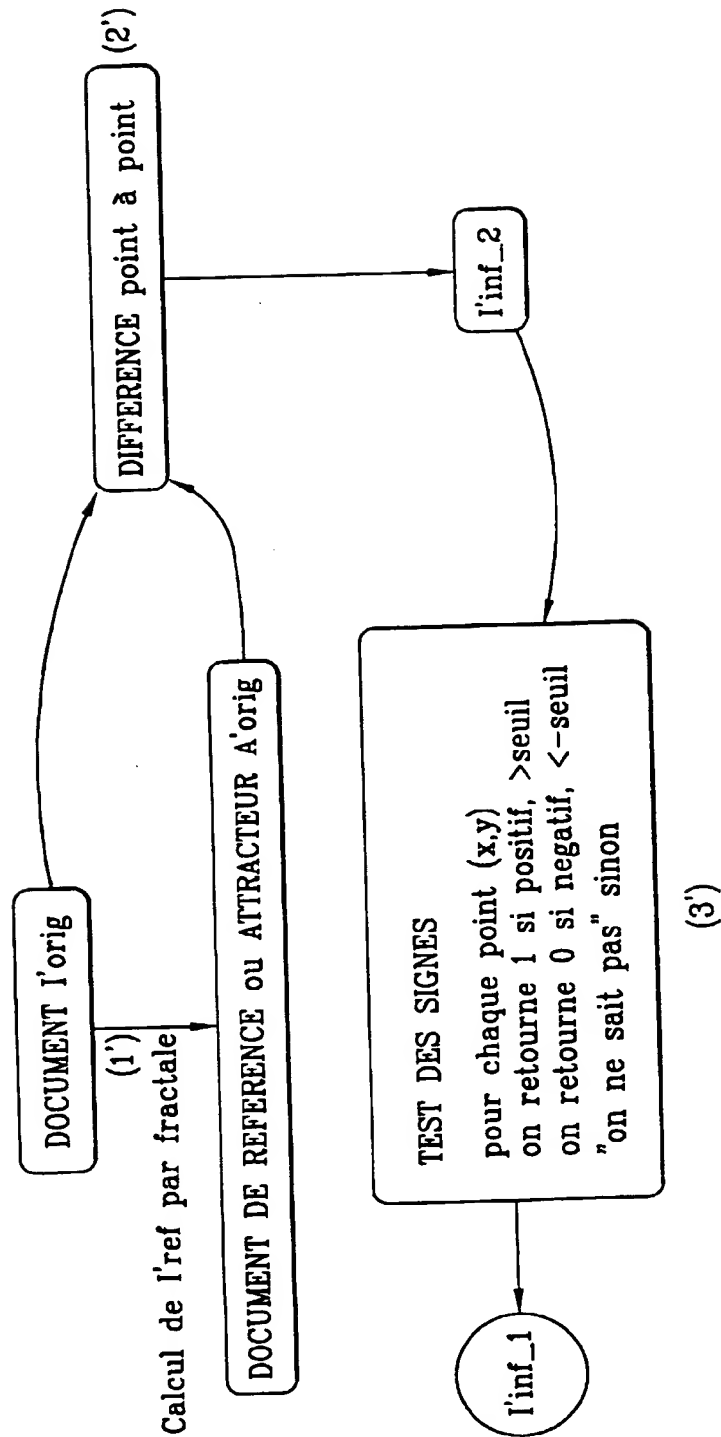 DOCUMENT I'orig
(1')
Calcul de I'ref par fractale
DOCUMENT DE REFERENCE ou ATTRACTEUR A'orig
DIFFERENCE point à point
(2')
I'inf_2
TEST DES SIGNES
pour chaque point (x,y)
on retourne 1 si positif, >seuil
on retourne 0 si negatif, <-seuil
"on ne sait pas" sinon
(3')
I'inf_1